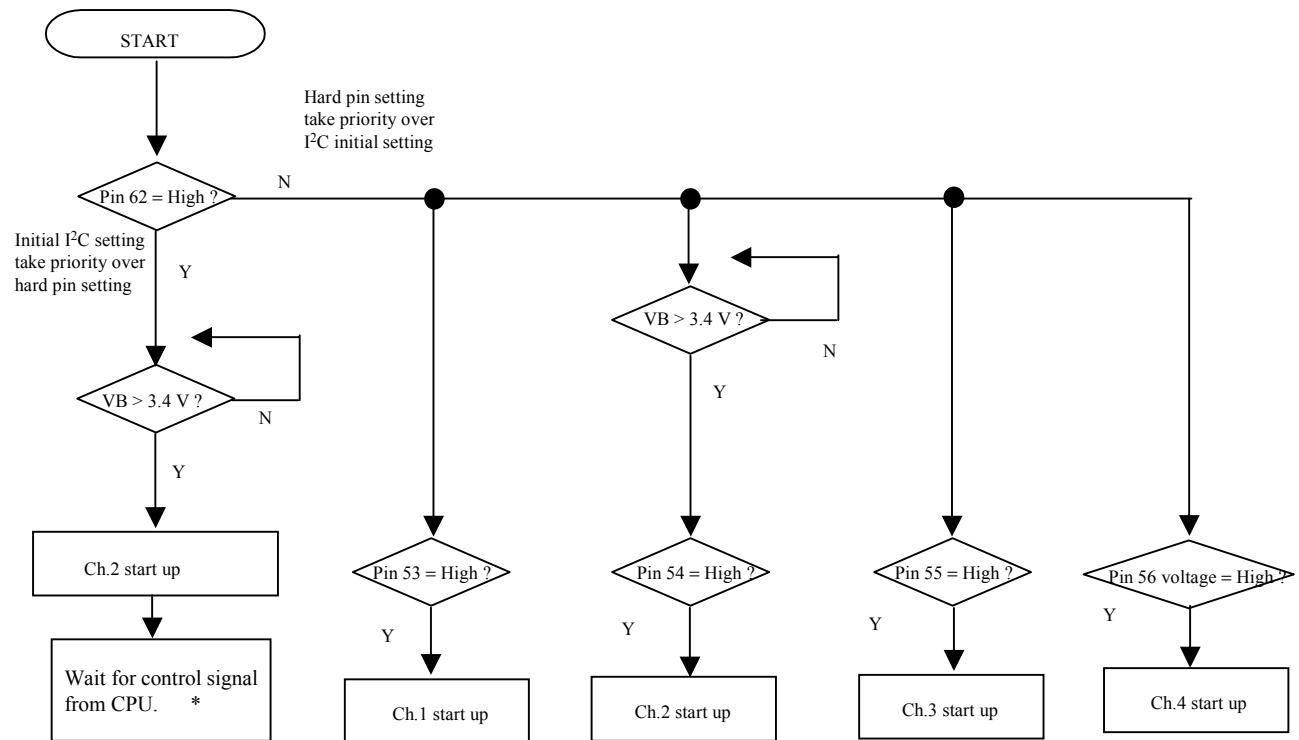 START
Hard pin setting
take priority over
I²C initial setting
Pin 62 = High ?
N
Initial I²C setting
take priority over
hard pin setting
Y
VB > 3.4 V ?
N
Y
VB > 3.4 V ?
N
Y
Ch.2 start up
Wait for control signal
from CPU. *
Pin 53 = High ?
Y
Ch.1 start up
Pin 54 = High ?
Y
Ch.2 start up
Pin 55 = High ?
Y
Ch.3 start up
Pin 56 voltage = High ?
Y
Ch.4 start up